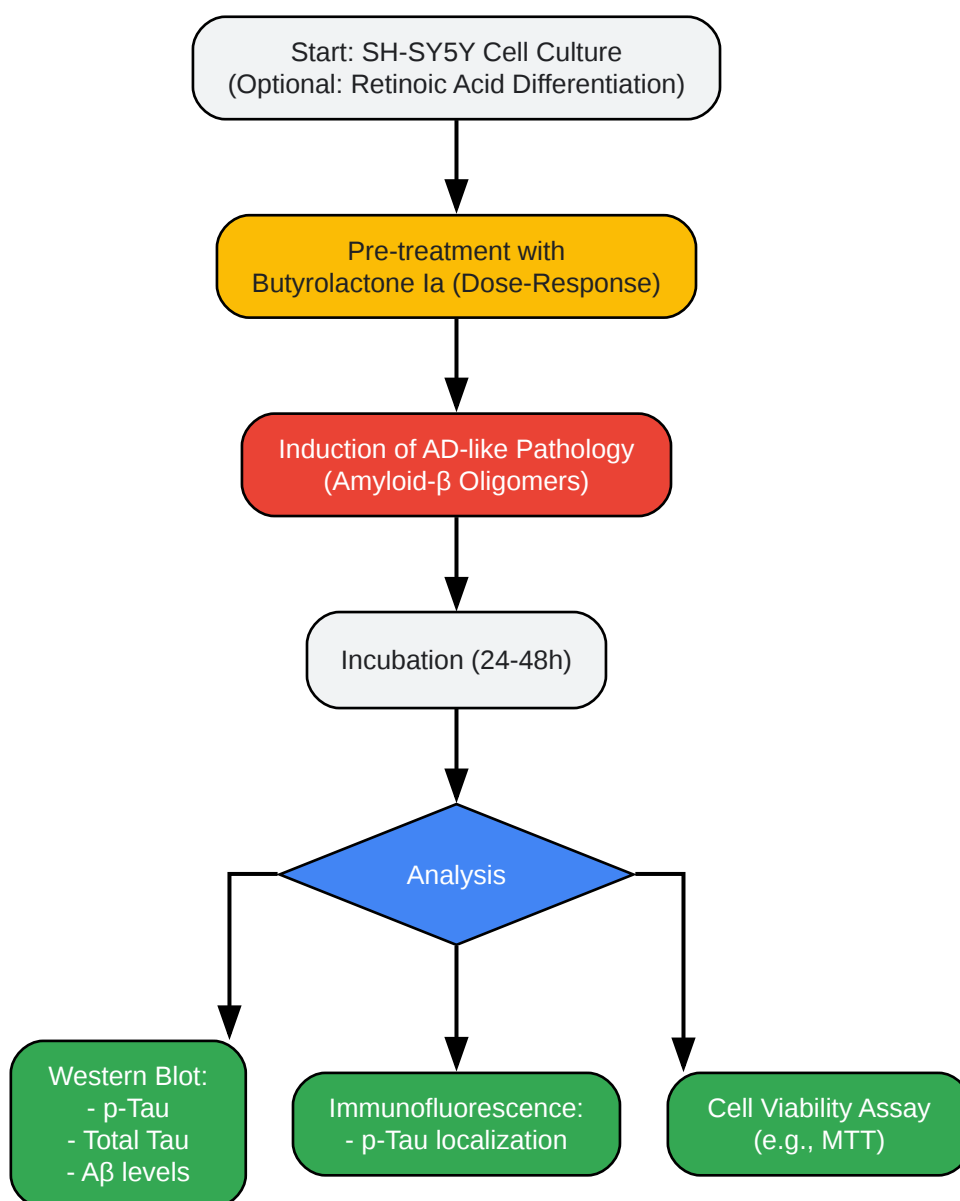 Start: SH-SY5Y Cell Culture
(Optional: Retinoic Acid Differentiation)
Pre-treatment with
Butyrolactone Ia (Dose-Response)
Induction of AD-like Pathology
(Amyloid-β Oligomers)
Incubation (24-48h)
Analysis
Western Blot:
- p-Tau
- Total Tau
- Aβ levels
Immunofluorescence:
- p-Tau localization
Cell Viability Assay
(e.g., MTT)